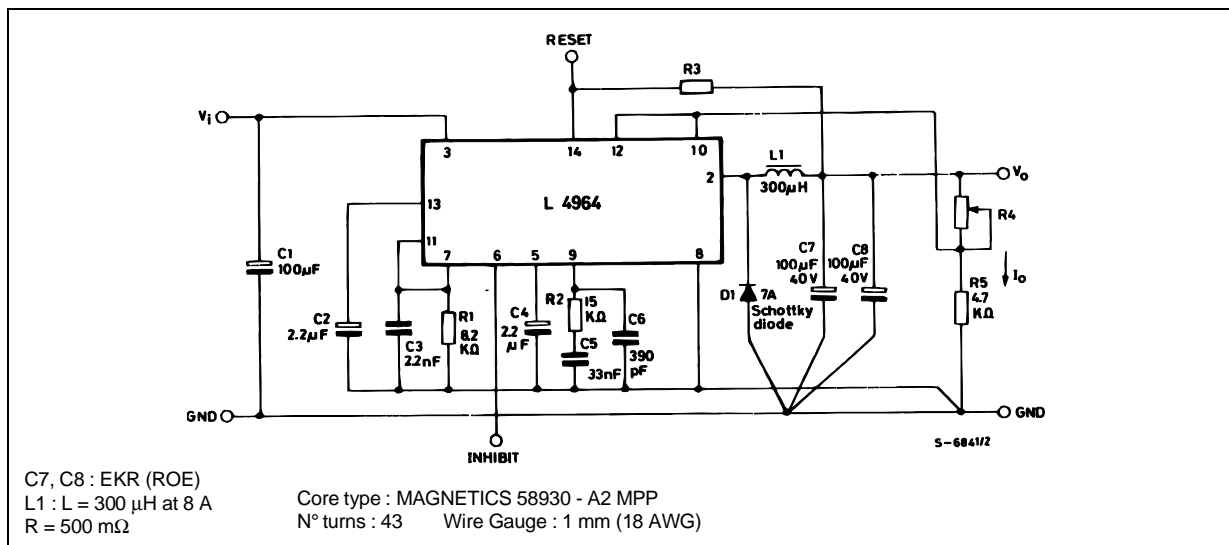 RESET
R3
Vi
3
14
12
10
2
L1
300µH
Vo
L 4964
R4
13
11
7
6
5
9
8
C1
100µF
C7
100µF
40V
C8
100µF
40V
Io
R5
4.7
KΩ
D1
7A
Schottky
diode
C2
2.2µF
C3
2.2nF
R1
8.2
KΩ
C4
2.2
µF
R2
15
KΩ
C5
33nF
C6
390
pF
GND
GND
INHIBIT
S-6841/2
C7, C8 : EKR (ROE)
L1 : L = 300 µH at 8 A
R = 500 mΩ
Core type : MAGNETICS 58930 - A2 MPP
N° turns : 43 Wire Gauge : 1 mm (18 AWG)